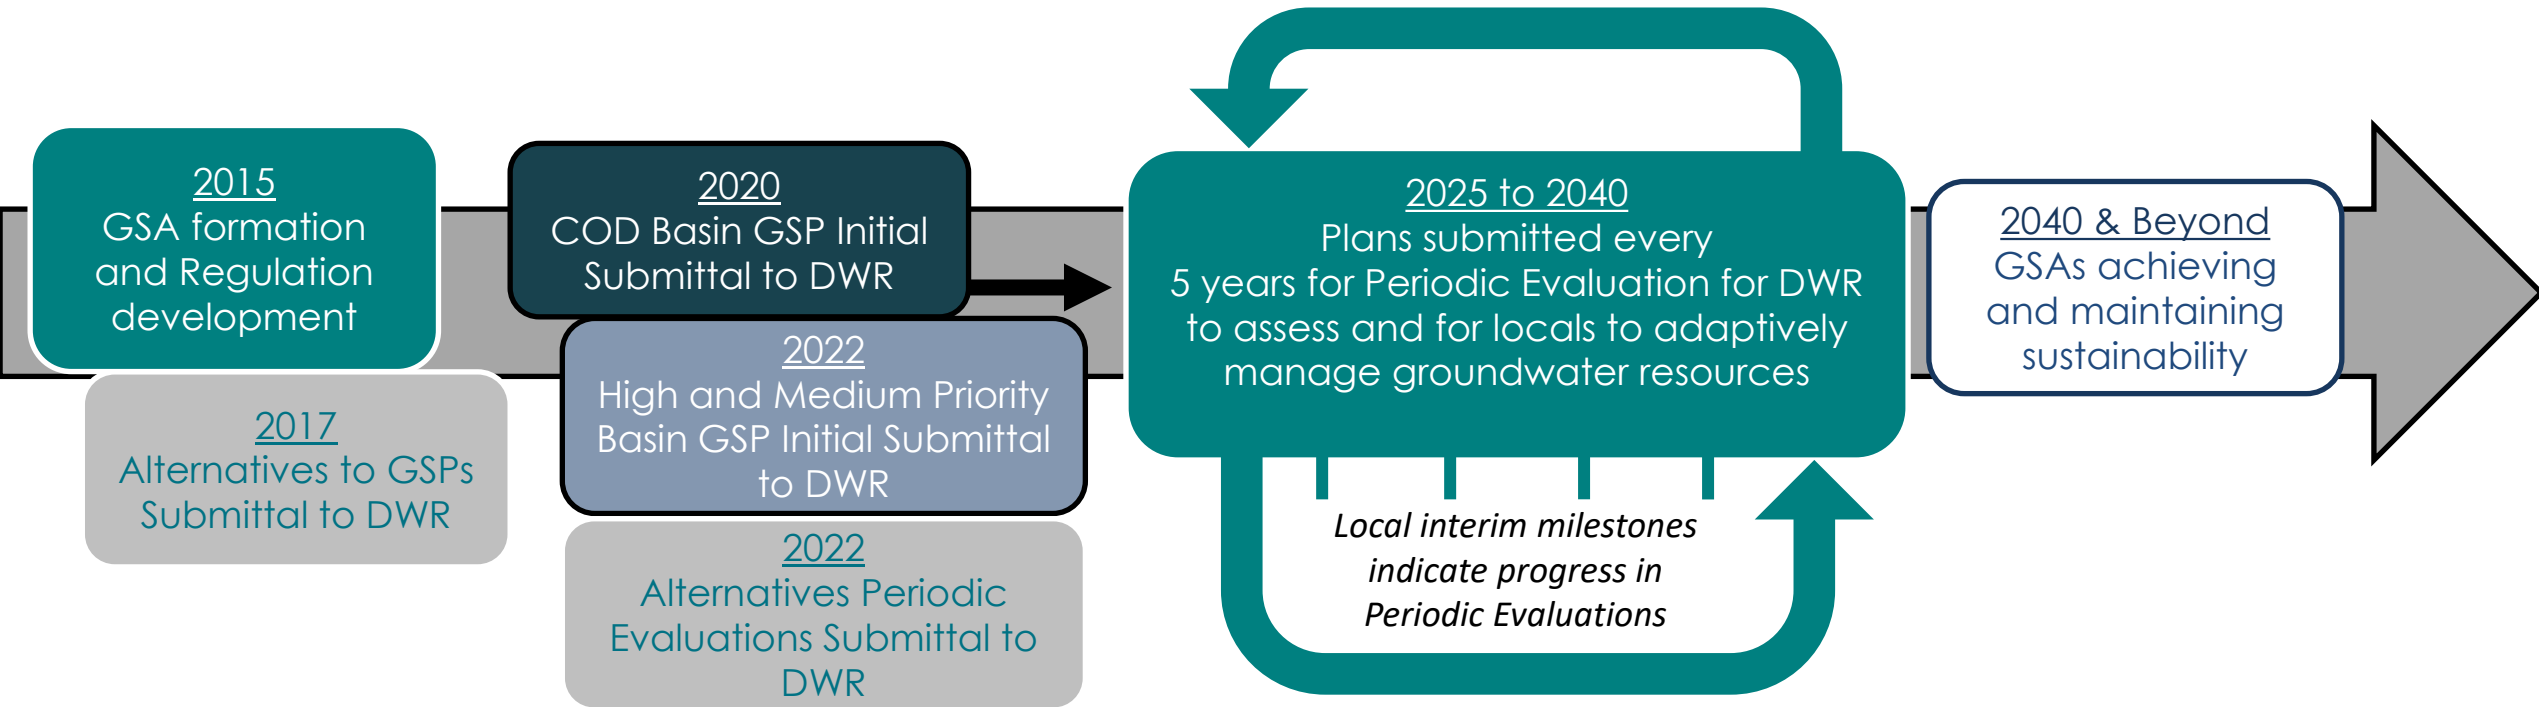 2015
GSA formation
and Regulation
development
2017
Alternatives to GSPs
Submittal to DWR
2020
COD Basin GSP Initial
Submittal to DWR
2022
High and Medium Priority
Basin GSP Initial Submittal
to DWR
2022
Alternatives Periodic
Evaluations Submittal to
DWR
2025 to 2040
Plans submitted every
5 years for Periodic Evaluation for DWR
to assess and for locals to adaptively
manage groundwater resources
Local interim milestones
indicate progress in
Periodic Evaluations
2040 & Beyond
GSAs achieving
and maintaining
sustainability